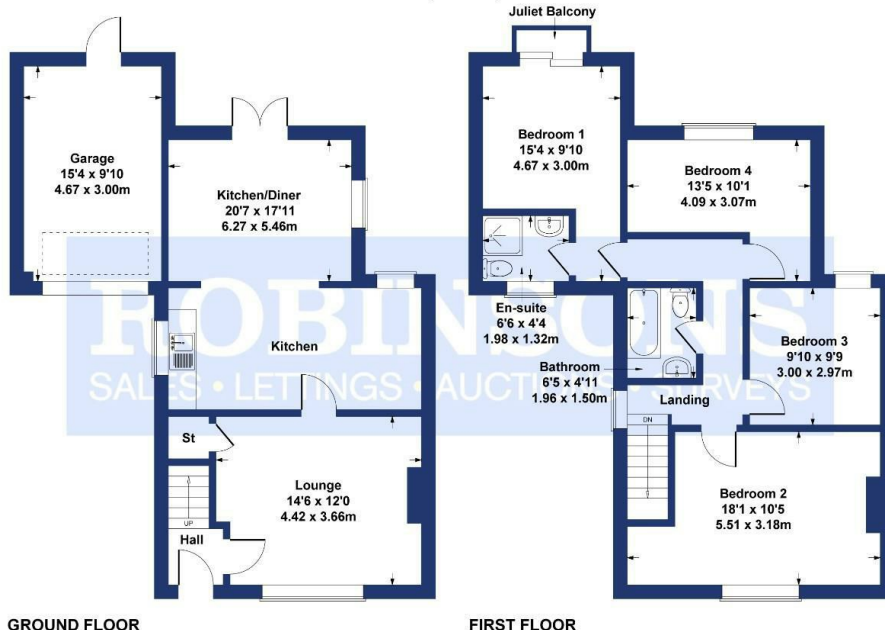 Juliet Balcony
Garage
15'4 x 9'10
4.67 x 3.00m
Kitchen/Diner
20'7 x 17'11
6.27 x 5.46m
Kitchen
St
UP
Hall
Lounge
14'6 x 12'0
4.42 x 3.66m
Bedroom 1
15'4 x 9'10
4.67 x 3.00m
Bedroom 4
13'5 x 10'1
4.09 x 3.07m
En-suite
6'6 x 4'4
1.98 x 1.32m
Bathroom
6'5 x 4'11
1.96 x 1.50m
Bedroom 3
9'10 x 9'9
3.00 x 2.97m
Landing
DN
Bedroom 2
18'1 x 10'5
5.51 x 3.18m
ROBINSONS
SALES • LETTINGS • AUCTIONS • SURVEYS
GROUND FLOOR
FIRST FLOOR